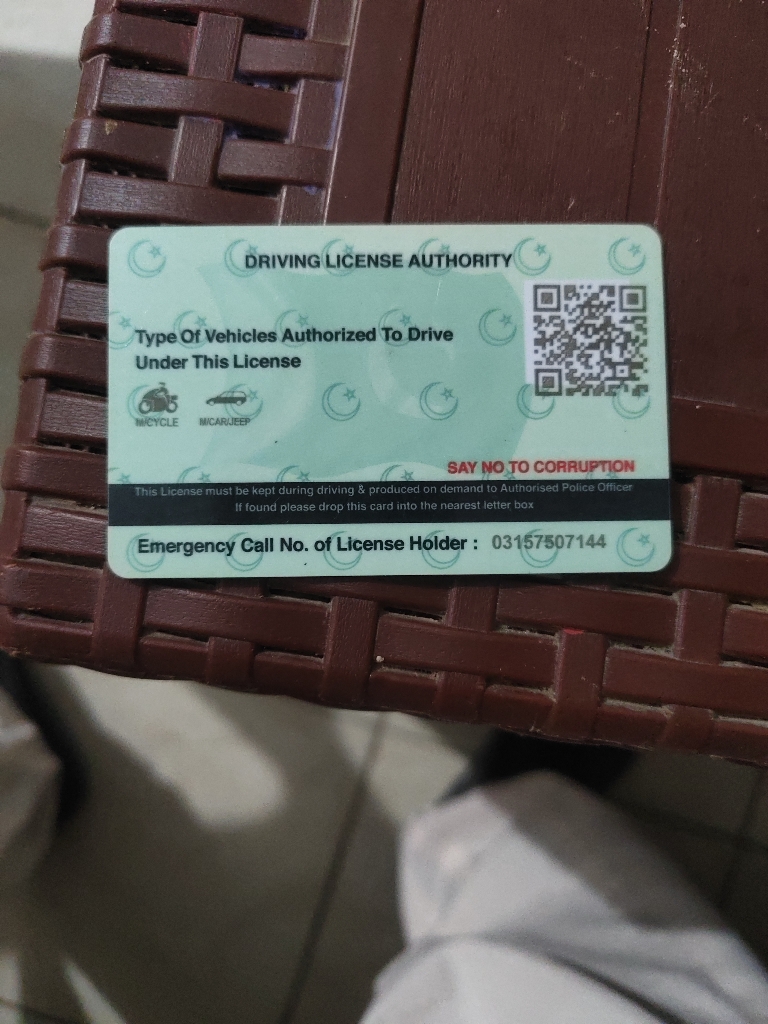 DRIVING LICENSE AUTHORITY
Type Of Vehicles Authorized To Drive
Under This License
M/CYCLE M/CAR/JEEP
SAY NO TO CORRUPTION
This License must be kept during driving & produced on demand to Authorised Police Officer
If found please drop this card into the nearest letter box
Emergency Call No. of License Holder : 03157507144